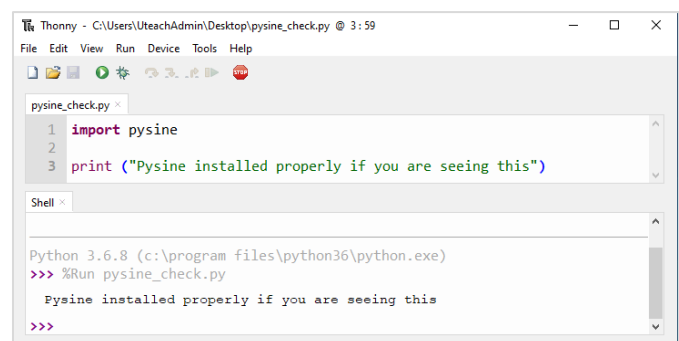 Thonny - C:\Users\UteachAdmin\Desktop\pysine_check.py @ 3:59
File Edit View Run Device Tools Help
STOP
pysine_check.py ×
1 import pysine
2
3 print ("Pysine installed properly if you are seeing this")
Shell ×
Python 3.6.8 (c:\program files\python36\python.exe)
>>> %Run pysine_check.py
Pysine installed properly if you are seeing this
>>>